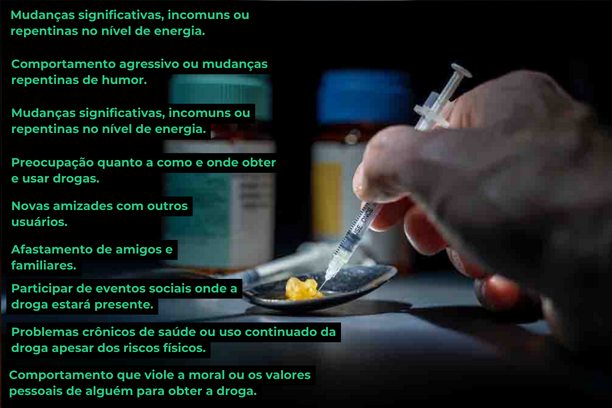 Mudanças significativas, incomuns ou
repentinas no nível de energia.
Comportamento agressivo ou mudanças
repentinas de humor.
Mudanças significativas, incomuns ou
repentinas no nível de energia.
Preocupação quanto a como e onde obter
e usar drogas.
Novas amizades com outros
usuários.
Afastamento de amigos e
familiares.
Participar de eventos sociais onde a
droga estará presente.
Problemas crônicos de saúde ou uso continuado da
droga apesar dos riscos físicos.
Comportamento que viole a moral ou os valores
pessoais de alguém para obter a droga.